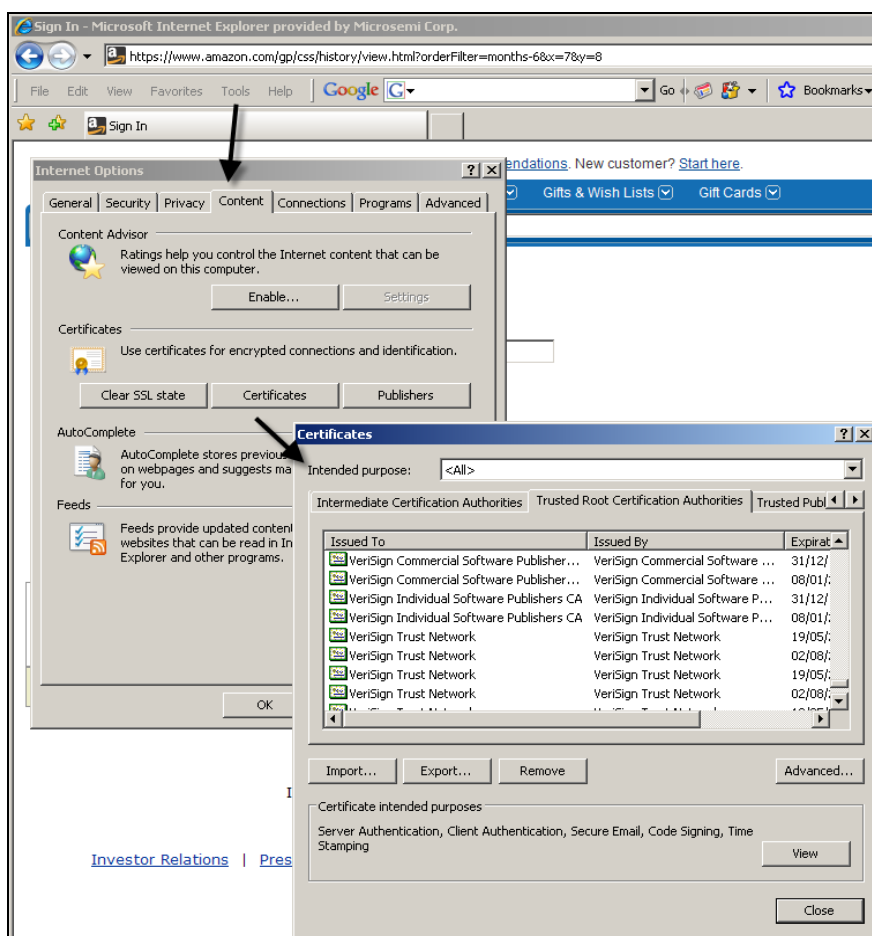 Sign In - Microsoft Internet Explorer provided by Microsemi Corp.
https://www.amazon.com/gp/css/history/view.html?orderFilter=months-6&x=7&y=8
File Edit View Favorites Tools Help Google G Go Bookmarks
Sign In
endations. New customer? Start here.
Internet Options
Gifts & Wish Lists Gift Cards
General Security Privacy Content Connections Programs Advanced
Content Advisor
Ratings help you control the Internet content that can be
viewed on this computer.
Enable... Settings
Certificates
Use certificates for encrypted connections and identification.
Clear SSL state Certificates Publishers
AutoComplete
AutoComplete stores previous
on webpages and suggests ma
for you.
Feeds
Feeds provide updated content
websites that can be read in In
Explorer and other programs.
OK
Certificates
Intended purpose: <All>
Intermediate Certification Authorities Trusted Root Certification Authorities Trusted Publ
Issued To Issued By Expirat
VeriSign Commercial Software Publisher... VeriSign Commercial Software ... 31/12/
VeriSign Commercial Software Publisher... VeriSign Commercial Software ... 08/01/
VeriSign Individual Software Publishers CA VeriSign Individual Software P... 31/12/
VeriSign Individual Software Publishers CA VeriSign Individual Software P... 08/01/
VeriSign Trust Network VeriSign Trust Network 19/05/
VeriSign Trust Network VeriSign Trust Network 02/08/
VeriSign Trust Network VeriSign Trust Network 19/05/
VeriSign Trust Network VeriSign Trust Network 02/08/
Import... Export... Remove Advanced...
Certificate intended purposes
Server Authentication, Client Authentication, Secure Email, Code Signing, Time
Stamping
View
Close
I
Investor Relations | Pres